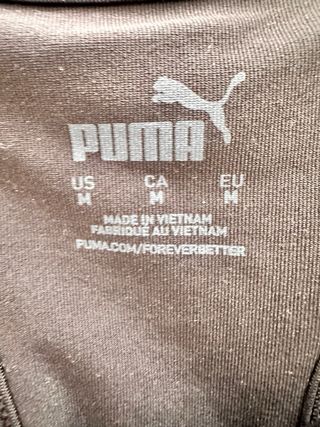 PUMA
US CA EU
M M M
MADE IN VIETNAM
FABRIQUÉ AU VIETNAM
PUMA.COM/FOREVERBETTER